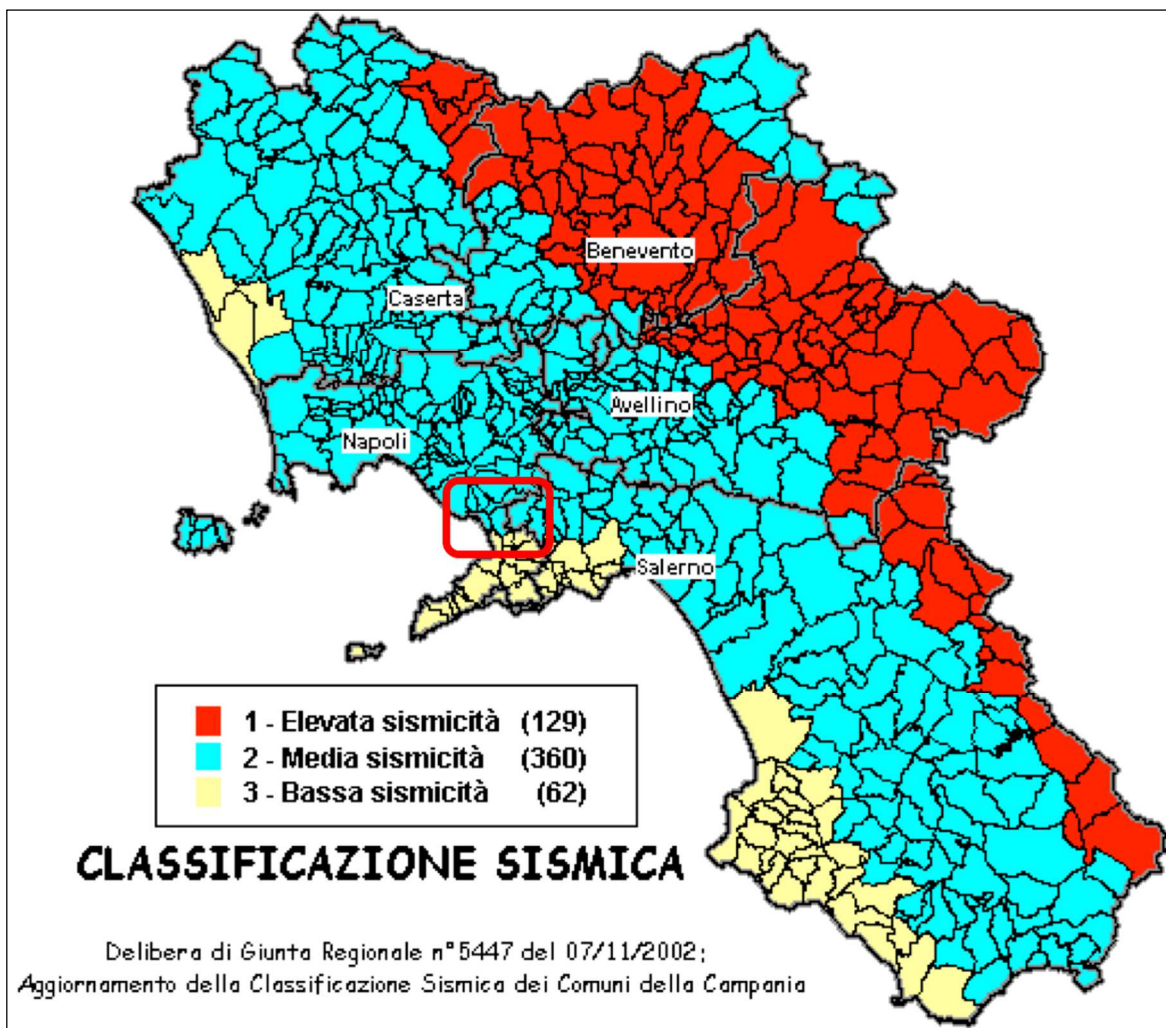 Benevento
Caserta
Avellino
Napoli
Salerno
1 - Elevata sismicità (129)
2 - Media sismicità (360)
3 - Bassa sismicità (62)
CLASSIFICAZIONE SISMICA
Delibera di Giunta Regionale n°5447 del 07/11/2002;
Aggiornamento della Classificazione Sismica dei Comuni della Campania